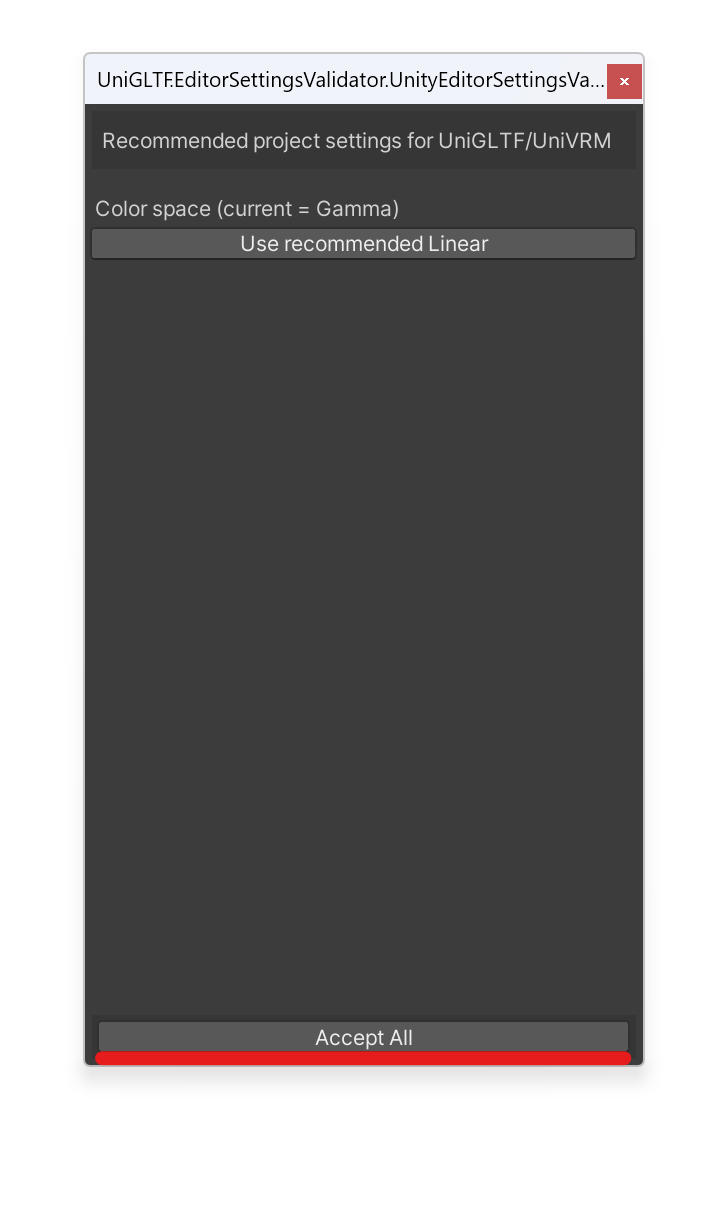 UniGLTF.EditorSettingsValidator.UnityEditorSettingsVa...
Recommended project settings for UniGLTF/UniVRM
Color space (current = Gamma)
Use recommended Linear
Accept All